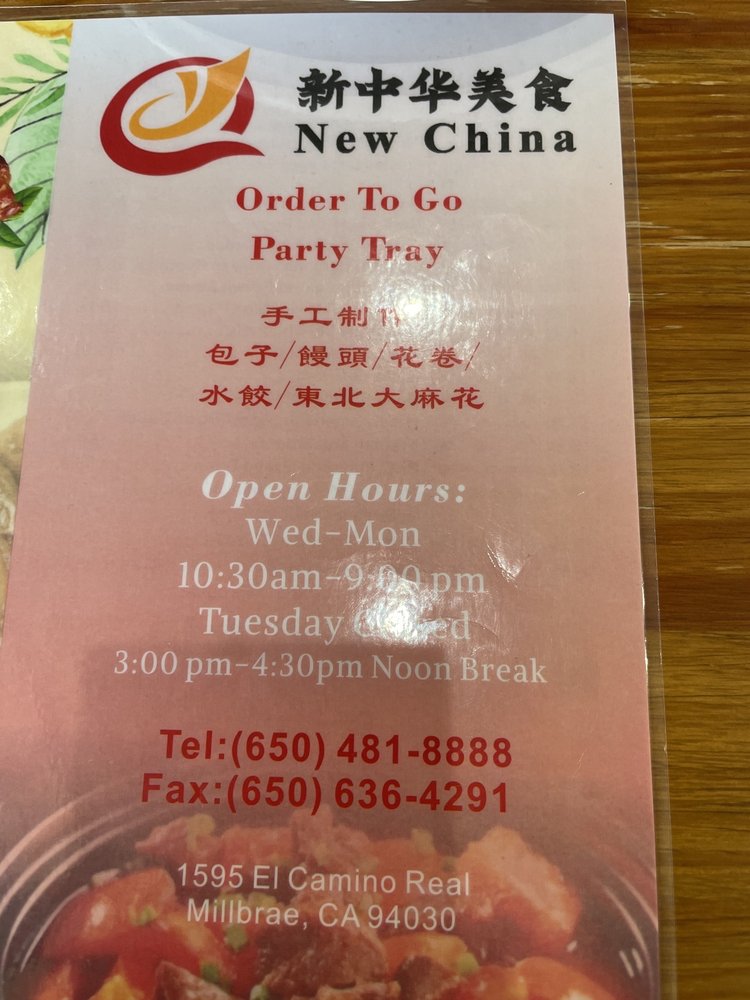 新中华美食
New China
Order To Go
Party Tray
手工制作
包子/饅頭/花卷/
水餃/東北大麻花
Open Hours:
Wed-Mon
10:30am-9:00pm
Tuesday Closed
3:00 pm-4:30pm Noon Break
Tel:(650) 481-8888
Fax:(650) 636-4291
1595 El Camino Real
Millbrae, CA 94030